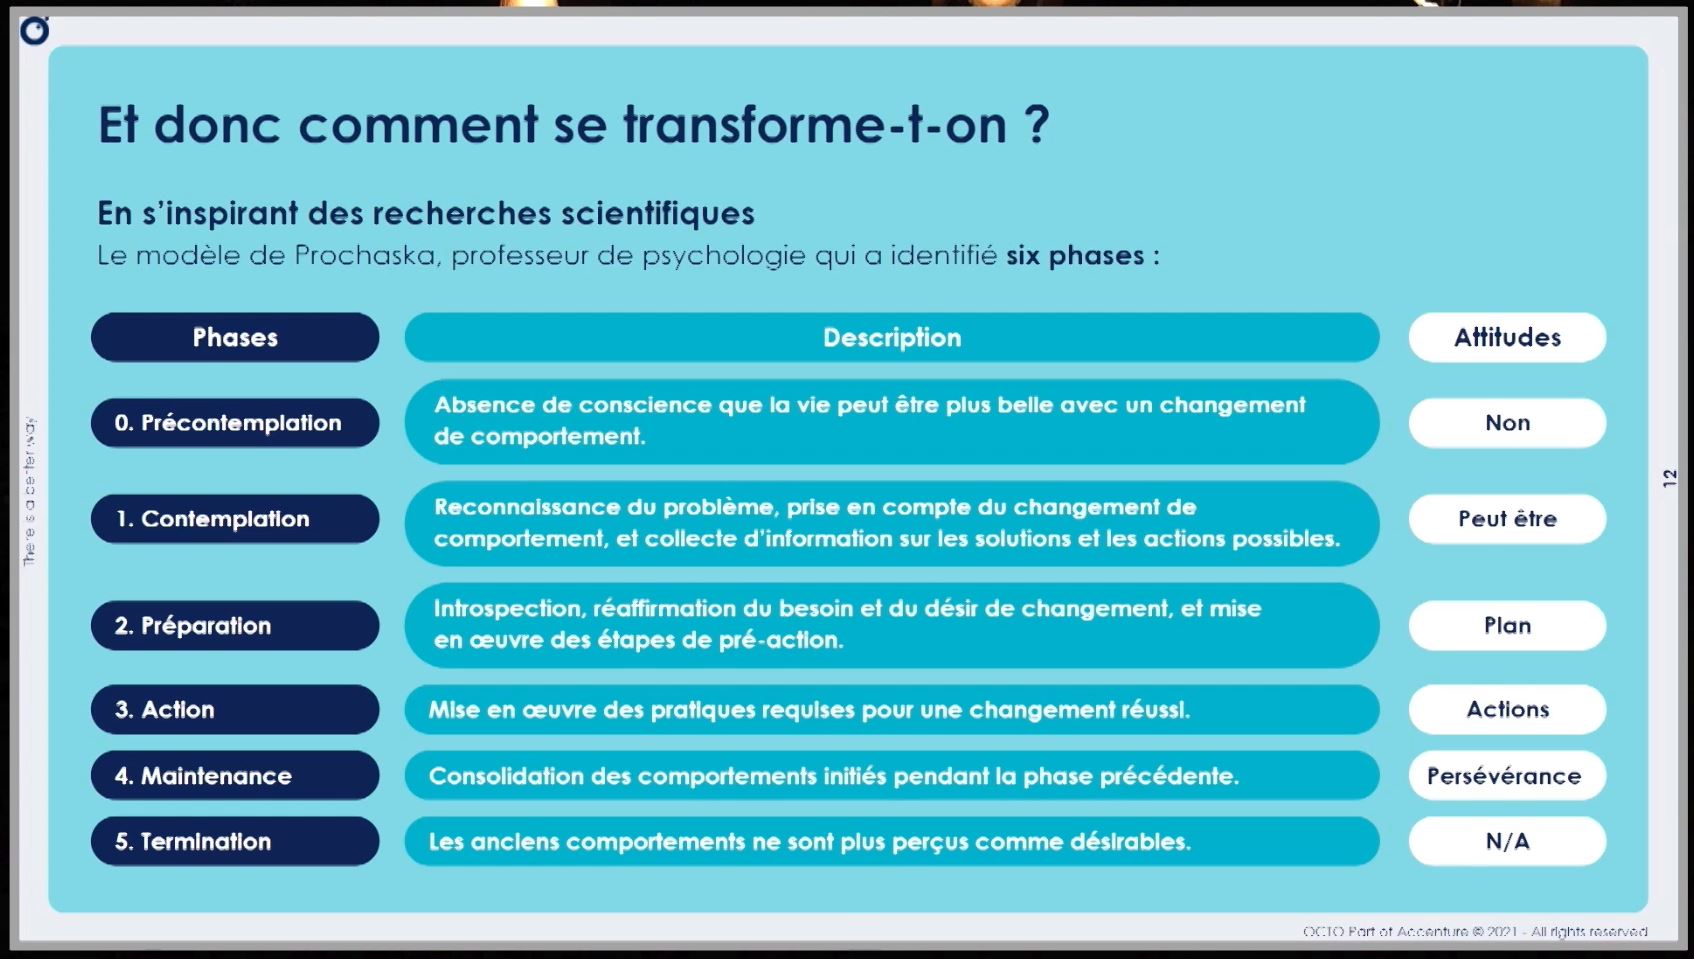 Et donc comment se transforme-t-on ?
En s'inspirant des recherches scientifiques
Le modèle de Prochaska, professeur de psychologie qui a identifié six phases :
Phases
Description
Attitudes
0. Précontemplation
Absence de conscience que la vie peut être plus belle avec un changement
de comportement.
Non
1. Contemplation
Reconnaissance du problème, prise en compte du changement de
comportement, et collecte d'information sur les solutions et les actions possibles.
Peut être
2. Préparation
Introspection, réaffirmation du besoin et du désir de changement, et mise
en œuvre des étapes de pré-action.
Plan
3. Action
Mise en œuvre des pratiques requises pour une changement réussi.
Actions
4. Maintenance
Consolidation des comportements initiés pendant la phase précédente.
Persévérance
5. Termination
Les anciens comportements ne sont plus perçus comme désirables.
N/A
There is a better way
12
OCTO Part of Accenture © 2021 - All rights reserved